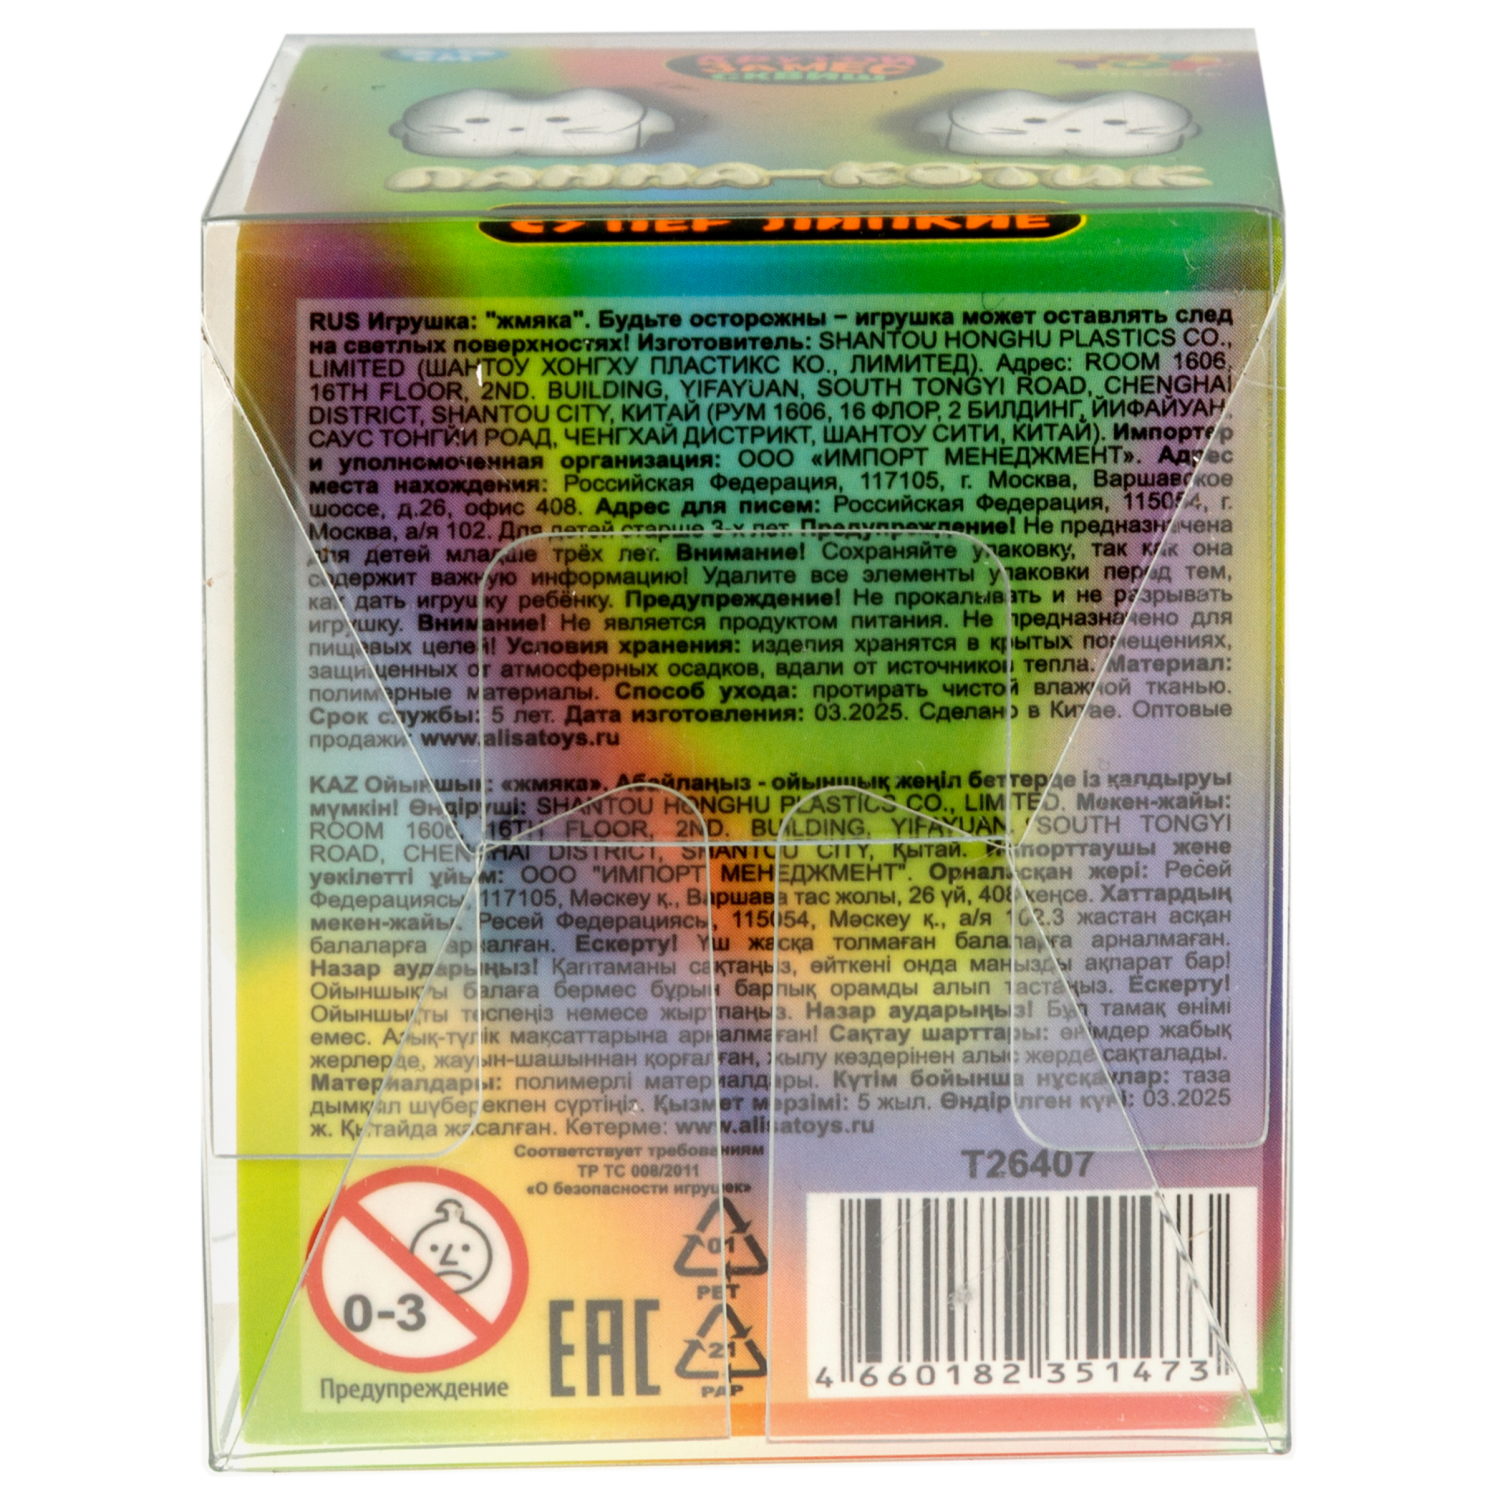 ЗАМЕС
СКВИШ
ЛАППА-КОТИК
СУПЕР ЛИПКИЕ
RUS Игрушка: "жмяка". Будьте осторожны – игрушка может оставлять след
на светлых поверхностях! Изготовитель: SHANTOU HONGHU PLASTICS CO.,
LIMITED (ШАНТОУ ХОНГХУ ПЛАСТИКС КО., ЛИМИТЕД). Адрес: ROOM 1606,
16TH FLOOR, 2ND. BUILDING, YIFAYUAN, SOUTH TONGYI ROAD, CHENGHAI
DISTRICT, SHANTOU CITY, КИТАЙ (РУМ 1606, 16 ФЛОР, 2 БИЛДИНГ, ЙИФАЙУАН,
САУС ТОНГЙИ РОАД, ЧЕНГХАЙ ДИСТРИКТ, ШАНТОУ СИТИ, КИТАЙ). Импортер
и уполномоченная организация: ООО «ИМПОРТ МЕНЕДЖМЕНТ». Адрес
места нахождения: Российская Федерация, 117105, г. Москва, Варшавское
шоссе, д.26, офис 408. Адрес для писем: Российская Федерация, 115054, г.
Москва, а/я 102. Для детей старше 3-х лет. Предупреждение! Не предназначена
для детей младше трёх лет. Внимание! Сохраняйте упаковку, так как она
содержит важную информацию! Удалите все элементы упаковки перед тем,
как дать игрушку ребёнку. Предупреждение! Не прокалывать и не разрывать
игрушку. Внимание! Не является продуктом питания. Не предназначено для
пищевых целей! Условия хранения: изделия хранятся в крытых помещениях,
защищенных от атмосферных осадков, вдали от источников тепла. Материал:
полимерные материалы. Способ ухода: протирать чистой влажной тканью.
Срок службы: 5 лет. Дата изготовления: 03.2025. Сделано в Китае. Оптовые
продажи: www.alisatoys.ru
KAZ Ойыншық: «жмяка». Абайлаңыз - ойыншық жеңіл беттерде із қалдыруы
мүмкін! Өндіруші: SHANTOU HONGHU PLASTICS CO., LIMITED. Мекен-жайы:
ROOM 1606, 16TH FLOOR, 2ND. BUILDING, YIFAYUAN, SOUTH TONGYI
ROAD, CHENGHAI DISTRICT, SHANTOU CITY, Қытай. Импорттаушы және
уәкілетті ұйым: ООО "ИМПОРТ МЕНЕДЖМЕНТ". Орналасқан жері: Ресей
Федерациясы, 117105, Мәскеу қ., Варшава тас жолы, 26 үй, 408 кеңсе. Хаттардың
мекен-жайы: Ресей Федерациясы, 115054, Мәскеу қ., а/я 102.3 жастан асқан
балаларға арналған. Ескерту! Үш жасқа толмаған балаларға арналмаған.
Назар аударыңыз! Қаптаманы сақтаңыз, өйткені онда маңызды ақпарат бар!
Ойыншықты балаға бермес бұрын барлық орамды алып тастаңыз. Ескерту!
Ойыншықты теспеңіз немесе жыртпаңыз. Назар аударыңыз! Бұл тамақ өнімі
емес. Азық-түлік мақсаттарына арналмаған! Сақтау шарттары: өнімдер жабық
жерлерде, жауын-шашыннан қорғалған, жылу көздерінен алыс жерде сақталады.
Материалдары: полимерлі материалдары. Күтім бойынша нұсқаулар: таза
дымқыл шүберекпен сүртіңіз. Қызмет мерзімі: 5 жыл. Өндірілген күні: 03.2025
ж. Қытайда жасалған. Көтерме: www.alisatoys.ru
Соответствует требованиям
ТР ТС 008/2011
«О безопасности игрушек»
T26407
0-3
Предупреждение
EAC
01
PET
21
PAP
4 660182 351473